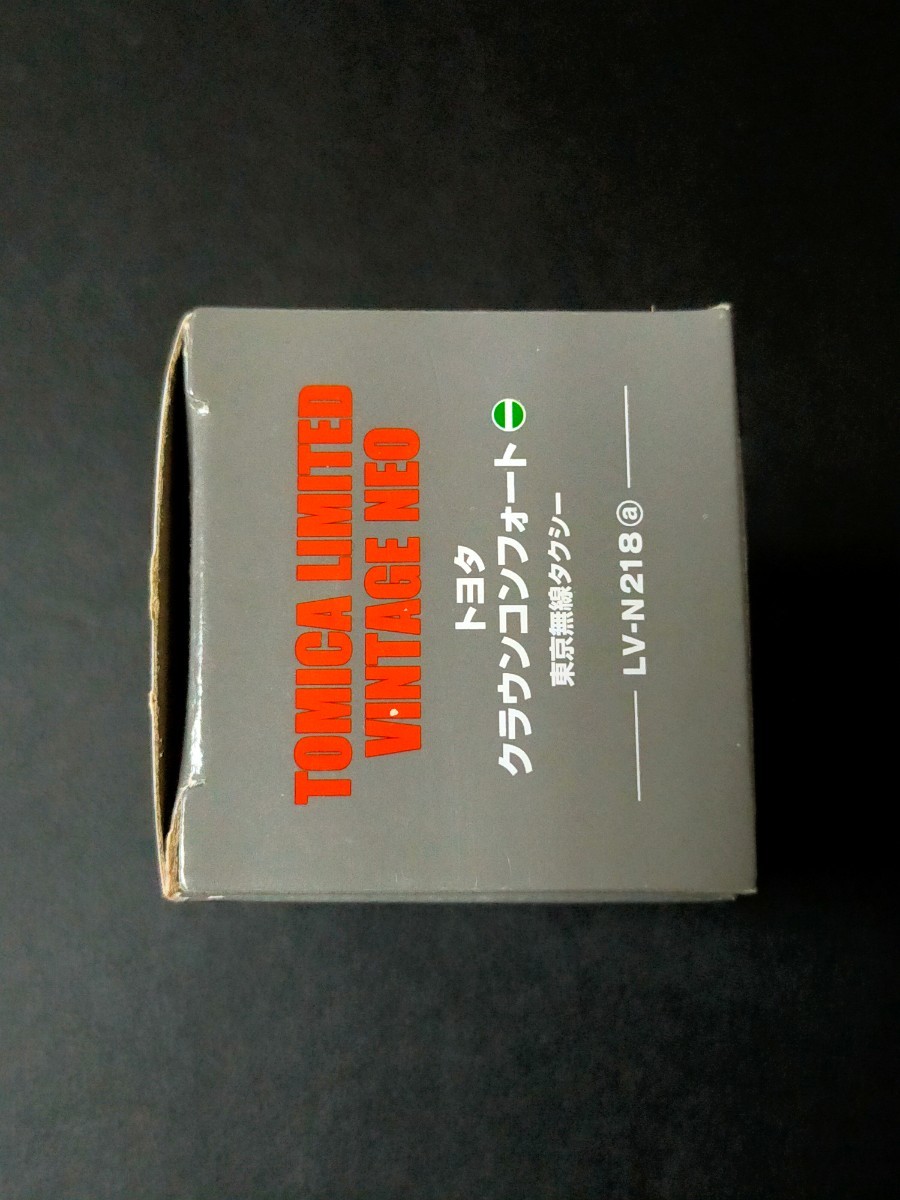 TOMICA LIMITED
VINTAGE NEO
トヨタ
クラウンコンフォート
東京無線タクシー
LV-N218ⓐ